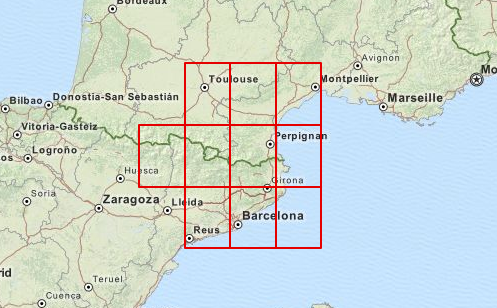 Bordeaux
Avignon
Toulouse
Montpellier
Mo
Bilbao
Donostia-San Sebastián
Marseille
Vitoria-Gasteiz
Perpignan
Logroño
Huesca
Girona
Soria
Zaragoza
Lleida
Barcelona
Reus
rid
Teruel
Cuenca